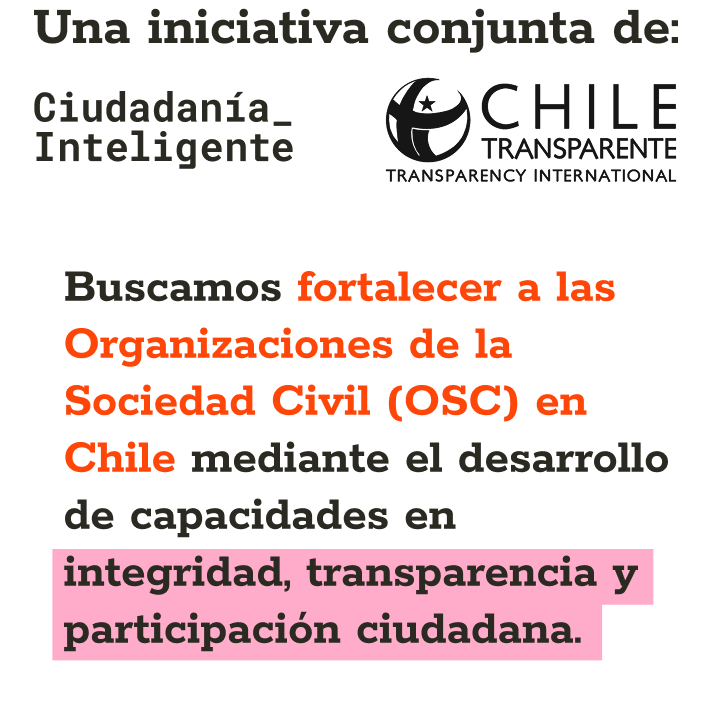 Una iniciativa conjunta de:
Ciudadanía_
Inteligente
CHILE
TRANSPARENTE
TRANSPARENCY INTERNATIONAL
Buscamos fortalecer a las
Organizaciones de la
Sociedad Civil (OSC) en
Chile mediante el desarrollo
de capacidades en
integridad, transparencia y
participación ciudadana.